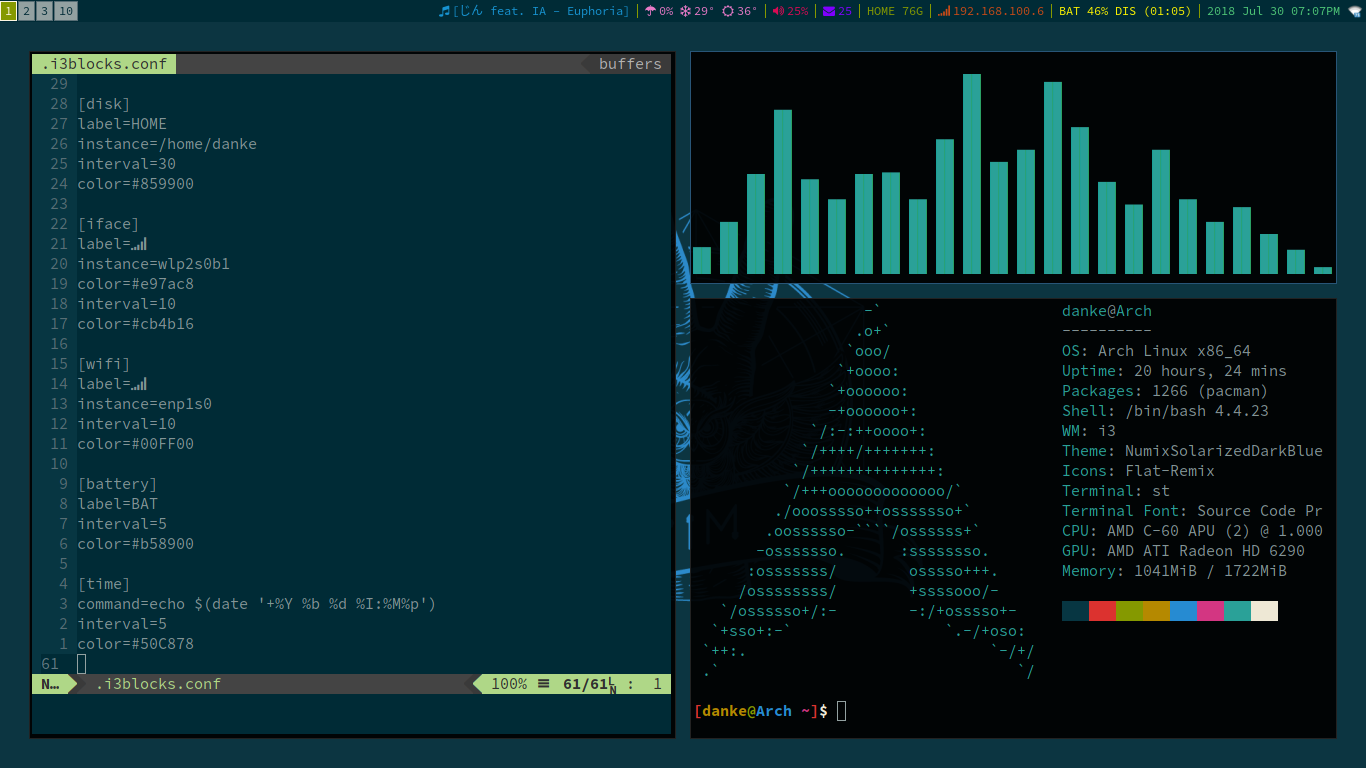 1 2 3 10 [じん feat. IA - Euphoria] | 0% 29° 36° | 25% | 25 | HOME 76G | 192.168.100.6 | BAT 46% DIS (01:05) | 2018 Jul 30 07:07PM
.i3blocks.conf buffers
29
28 [disk]
27 label=HOME
26 instance=/home/danke
25 interval=30
24 color=#859900
23
22 [iface]
21 label=
20 instance=wlp2s0b1
19 color=#e97ac8
18 interval=10
17 color=#cb4b16
16
15 [wifi]
14 label=
13 instance=enp1s0
12 interval=10
11 color=#00FF00
10
9 [battery]
8 label=BAT
7 interval=5
6 color=#b58900
5
4 [time]
3 command=echo $(date '+%Y %b %d %I:%M%p')
2 interval=5
1 color=#50C878
61
N… .i3blocks.conf 100% ☰ 61/61 LN : 1
-`
.o+`
`ooo/
`+oooo:
`+oooooo:
-+oooooo+:
`/:-:++oooo+:
`/++++/+++++++:
`/++++++++++++++:
`/+++ooooooooooooo/`
./ooosssso++osssssso+`
.oossssso-````/ossssss+`
-osssssso. :ssssssso.
:osssssss/ osssso+++.
/ossssssss/ +ssssooo/-
`/ossssso+/:- -:/+osssso+-
`+sso+:-` `.-/+oso:
`++:. `-/+/
.` `/
danke@Arch
----------
OS: Arch Linux x86_64
Uptime: 20 hours, 24 mins
Packages: 1266 (pacman)
Shell: /bin/bash 4.4.23
WM: i3
Theme: NumixSolarizedDarkBlue
Icons: Flat-Remix
Terminal: st
Terminal Font: Source Code Pr
CPU: AMD C-60 APU (2) @ 1.000
GPU: AMD ATI Radeon HD 6290
Memory: 1041MiB / 1722MiB
[danke@Arch ~]$